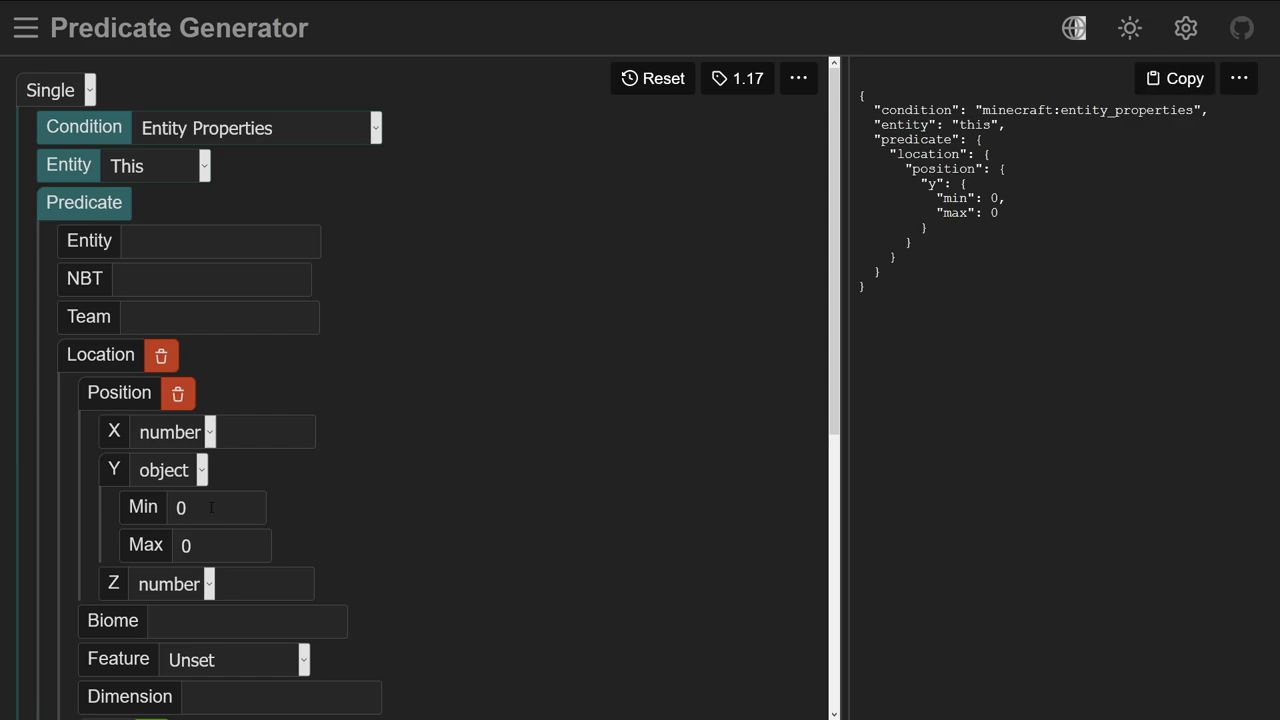 Predicate Generator
Reset
1.17
Copy
Single
Condition Entity Properties
Entity This
Predicate
Entity
NBT
Team
Location
Position
X number
Y object
Min 0
Max 0
Z number
Biome
Feature Unset
Dimension
{
"condition": "minecraft:entity_properties",
"entity": "this",
"predicate": {
"location": {
"position": {
"y": {
"min": 0,
"max": 0
}
}
}
}
}